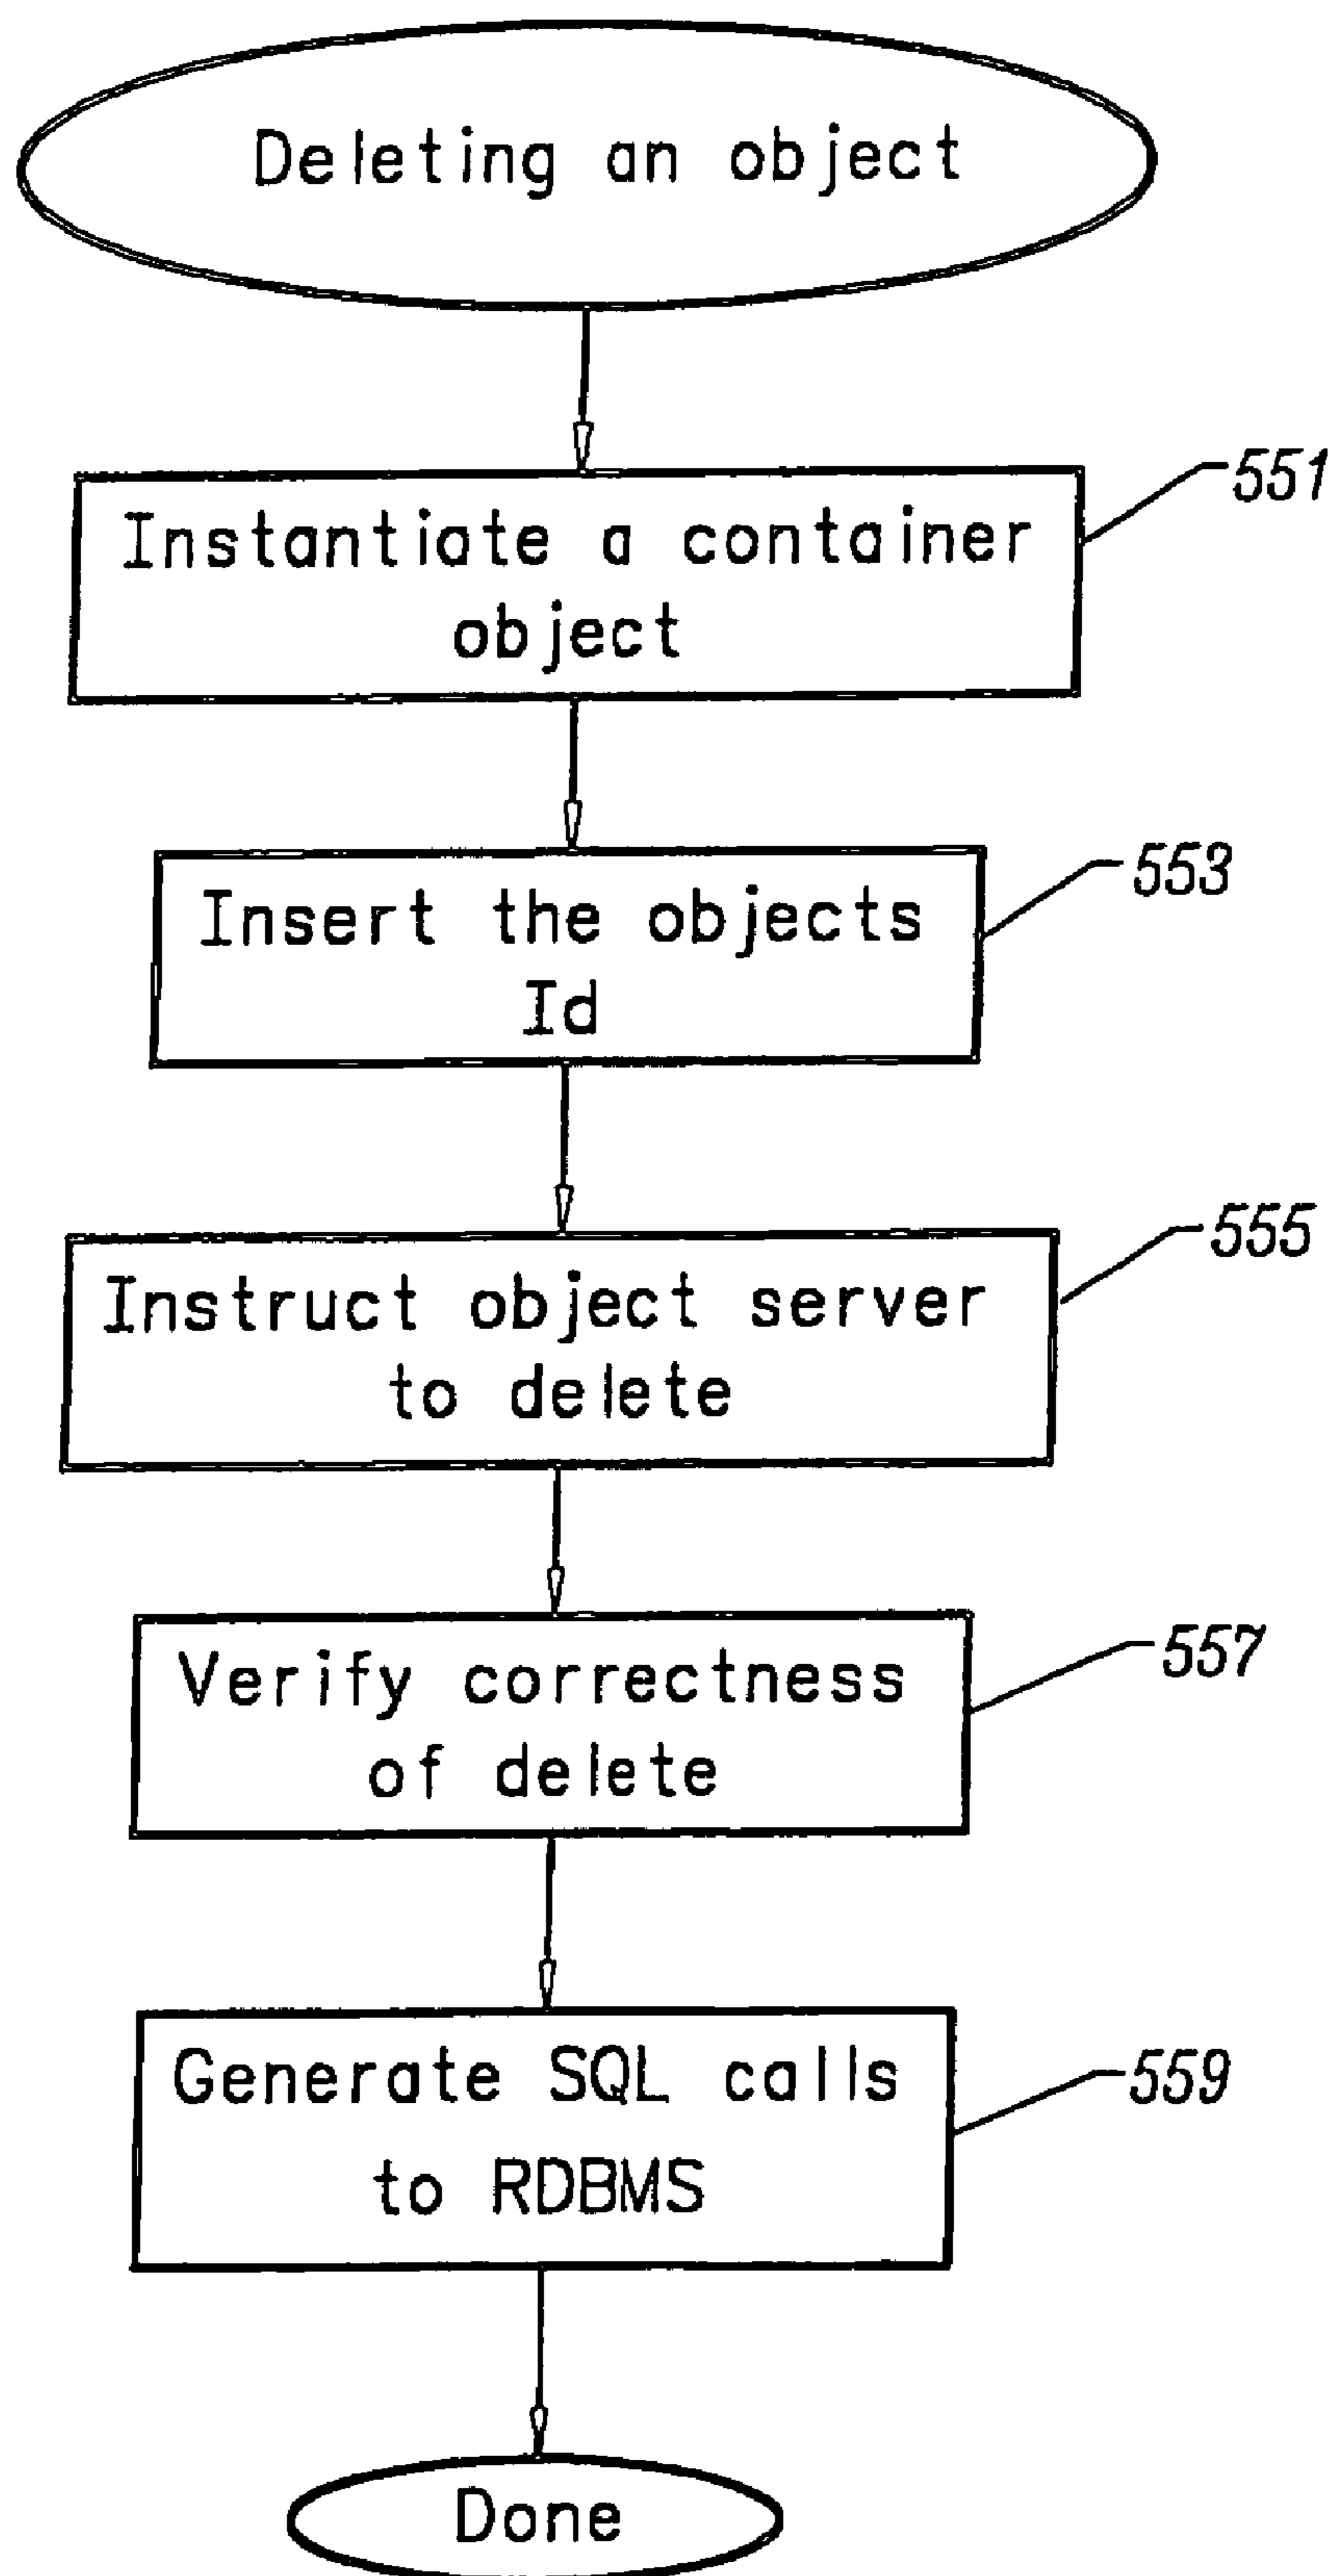 Deleting an object
551
Instantiate a container
object
553
Insert the objects
Id
555
Instruct object server
to delete
557
Verify correctness
of delete
559
Generate SQL calls
to RDBMS
Done